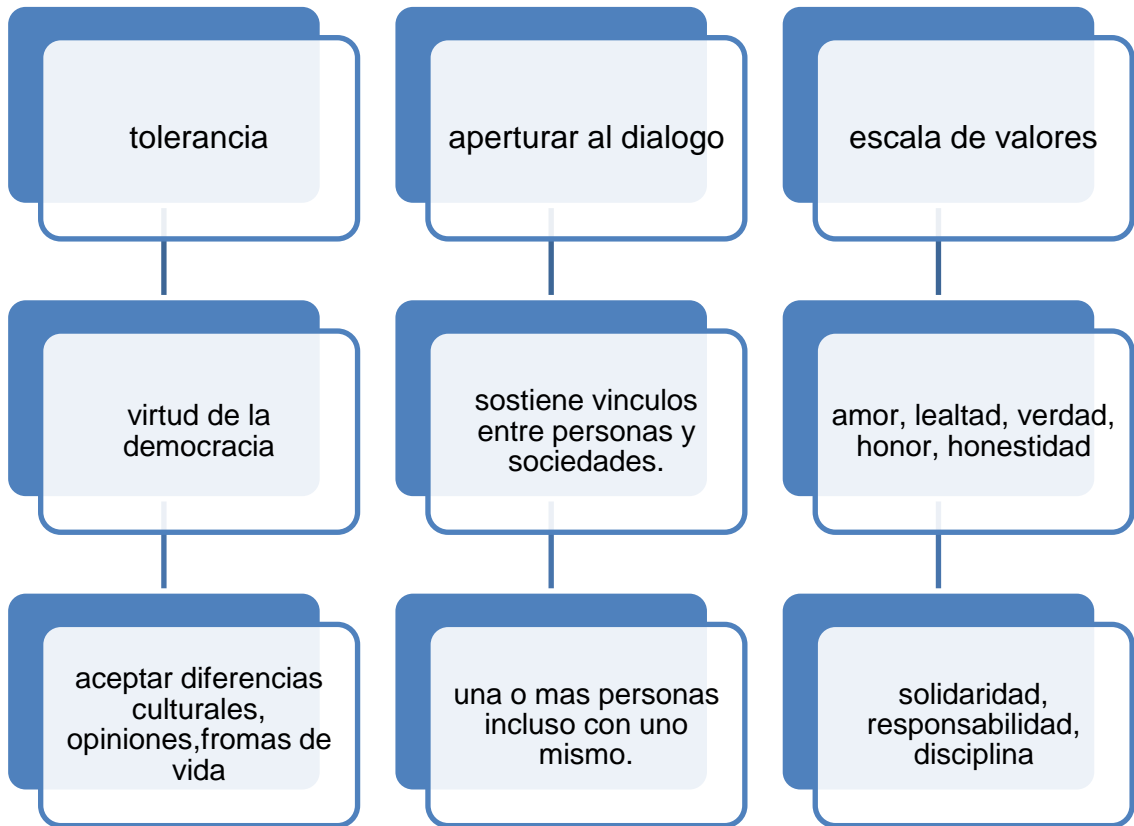 tolerancia
aperturar al dialogo
escala de valores
virtud de la
democracia
sostiene vinculos
entre personas y
sociedades.
amor, lealtad, verdad,
honor, honestidad
aceptar diferencias
culturales,
opiniones,fromas de
vida
una o mas personas
incluso con uno
mismo.
solidaridad,
responsabilidad,
disciplina